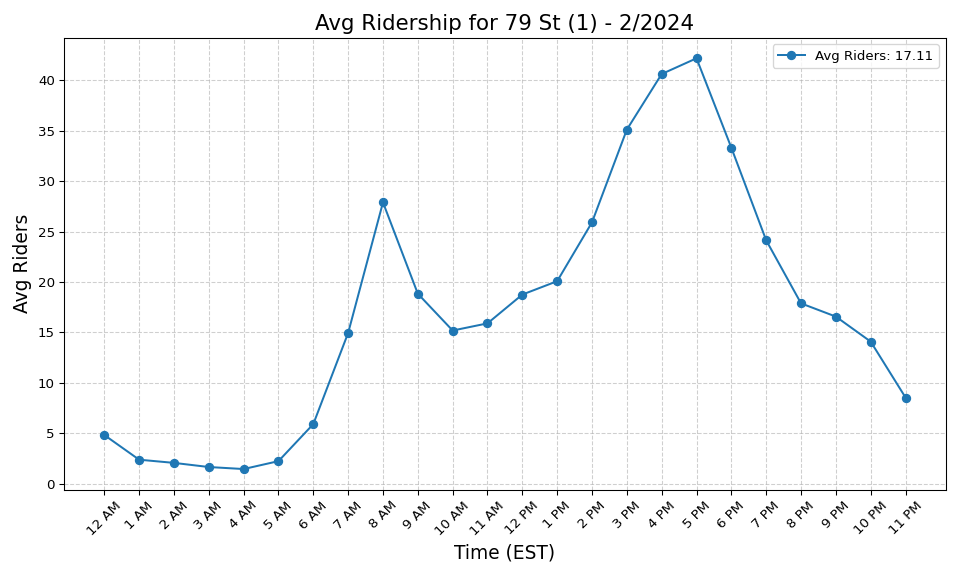 Avg Ridership for 79 St (1) - 2/2024
Avg Riders: 17.11
Avg Riders
40
35
30
25
20
15
10
5
0
12 AM
1 AM
2 AM
3 AM
4 AM
5 AM
6 AM
7 AM
8 AM
9 AM
10 AM
11 AM
12 PM
1 PM
2 PM
3 PM
4 PM
5 PM
6 PM
7 PM
8 PM
9 PM
10 PM
11 PM
Time (EST)